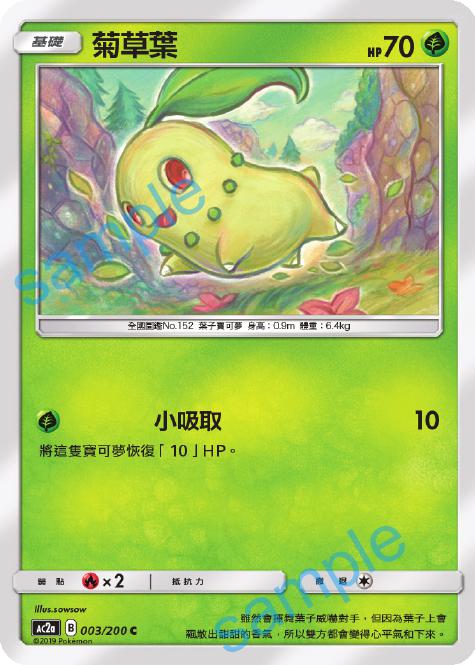 基礎 菊草葉 HP 70
sample
全國圖鑑No.152 葉子寶可夢 身高：0.9m 體重：6.4kg
小吸取 10
將這隻寶可夢恢復「10」HP。
弱點 ×2 抵抗力 撤退
sample
illus.sowsow
AC2a B 003/200 C
©2019 Pokémon
雖然會揮舞葉子威嚇對手，但因為葉子上會
飄散出甜甜的香氣，所以雙方都會變得心平氣和下來。